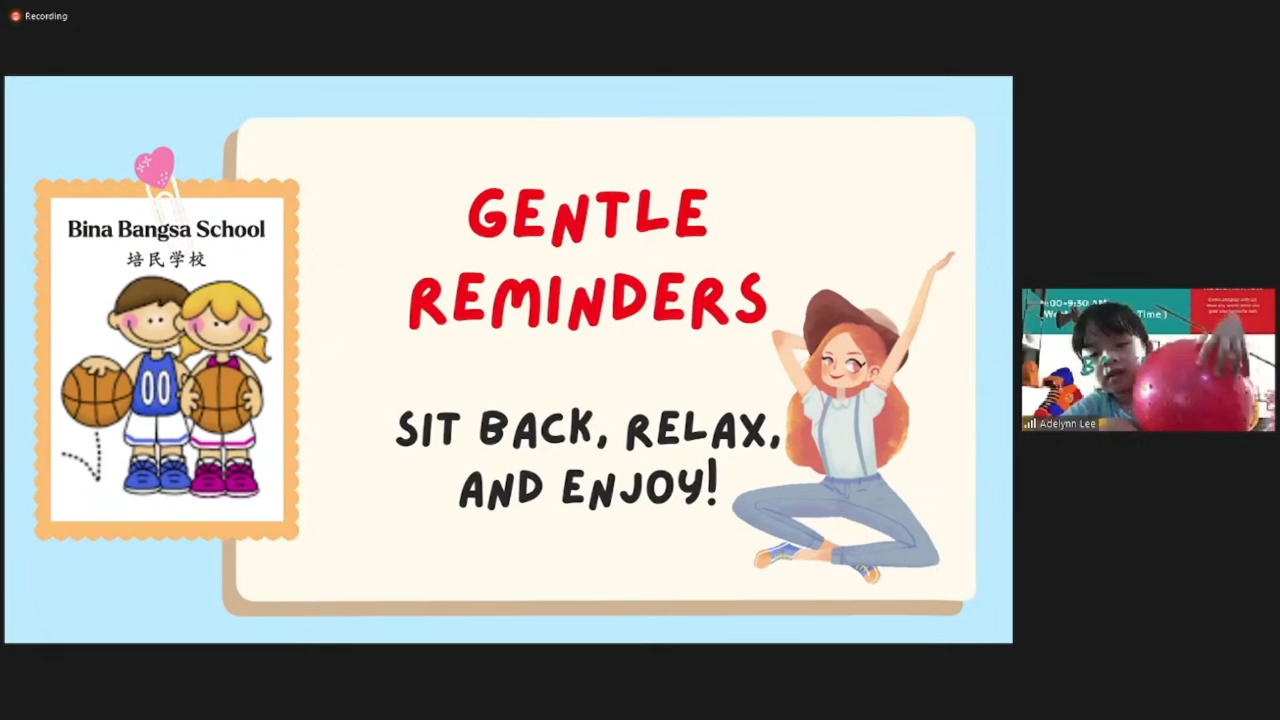 Recording
Bina Bangsa School
培民学校
GENTLE
REMINDERS
SIT BACK, RELAX,
AND ENJOY!
00
Adelynn Lee